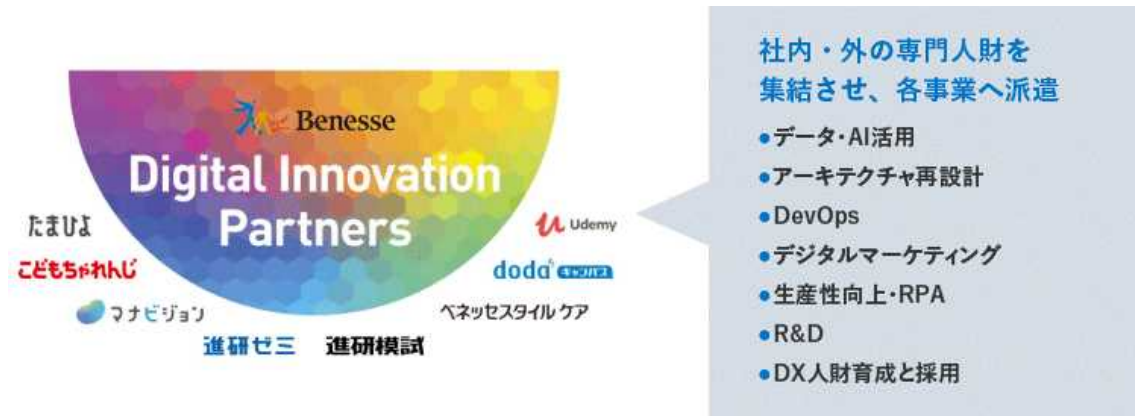 Benesse
Digital Innovation
Partners
たまひよ
こどもちゃれんじ
マナビジョン
進研ゼミ
進研模試
ベネッセスタイルケア
doda キャンパス
Udemy
社内・外の専門人財を
集結させ、各事業へ派遣
●データ・AI活用
●アーキテクチャ再設計
●DevOps
●デジタルマーケティング
●生産性向上・RPA
●R&D
●DX人財育成と採用